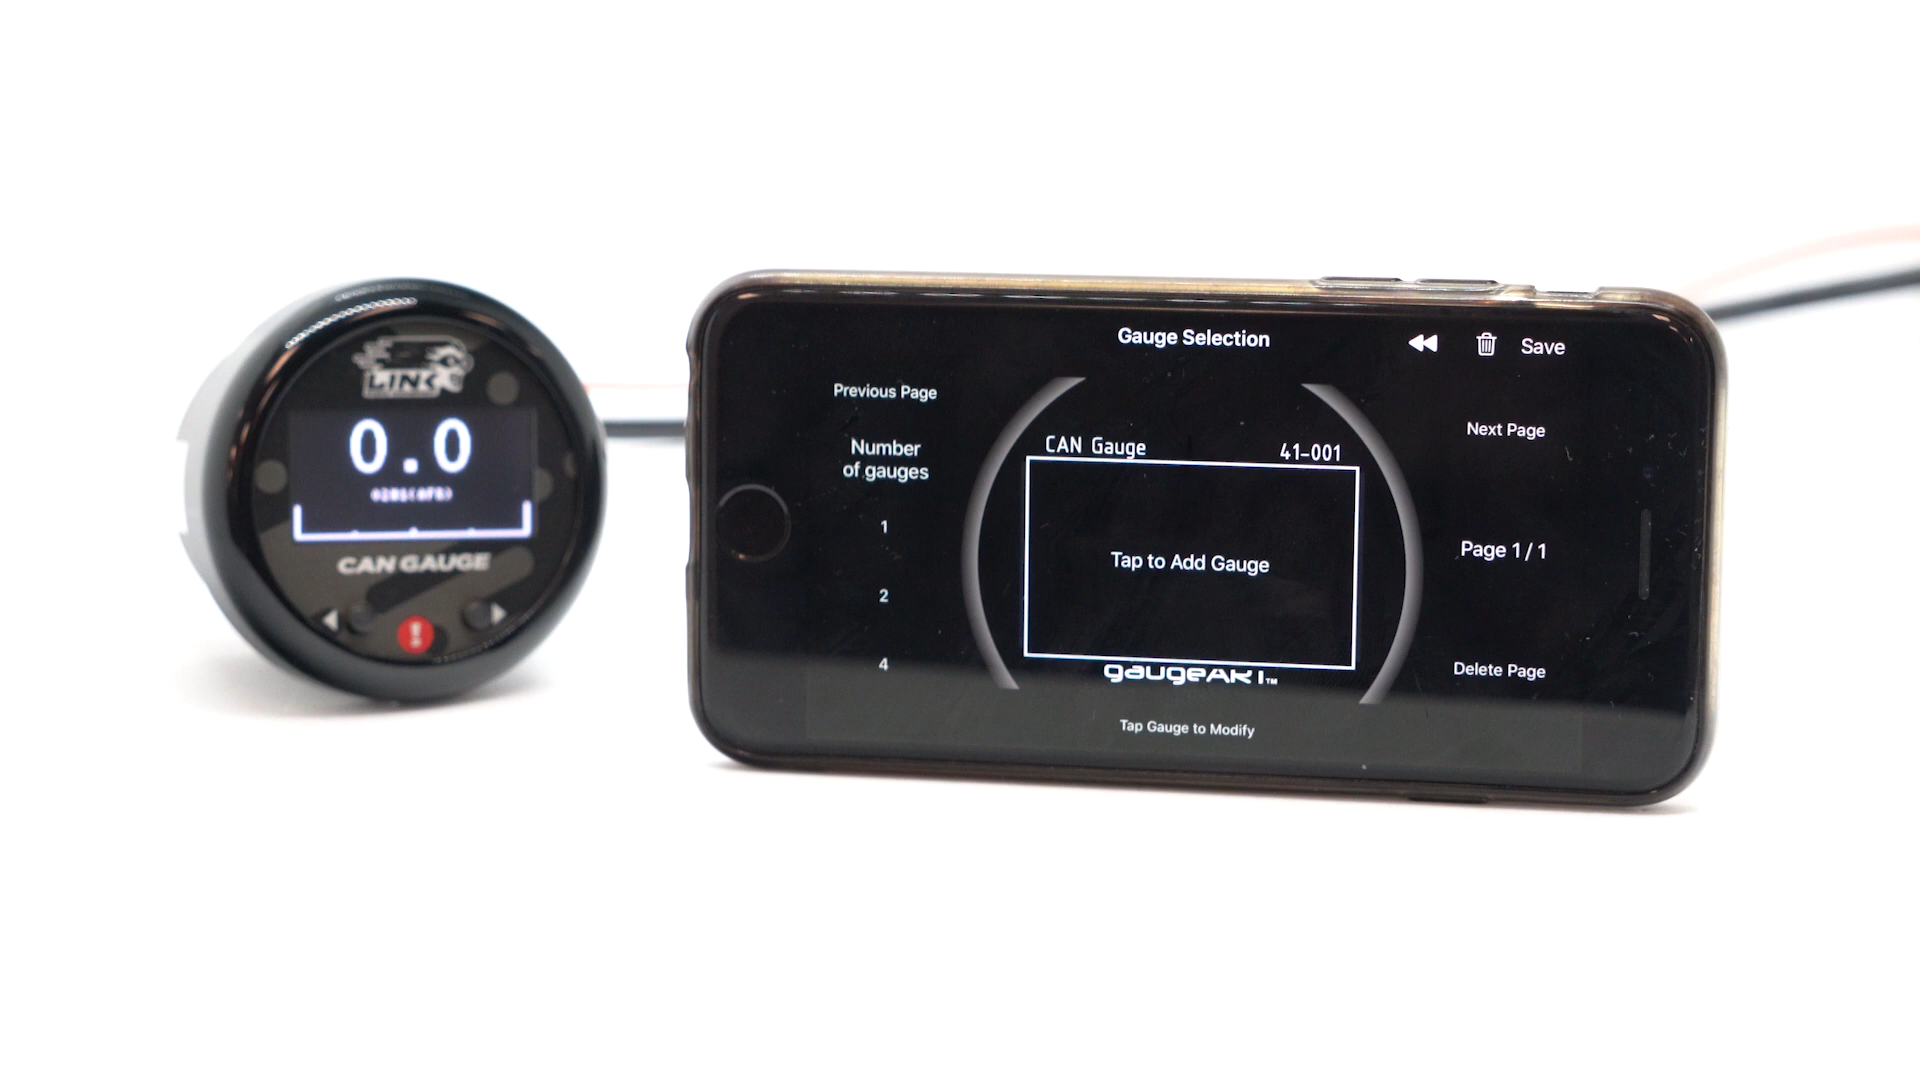 LINK
0.0
CAN GAUGE
Gauge Selection
Save
Previous Page
Number
of gauges
1
2
4
CAN Gauge
41-001
Tap to Add Gauge
gaugeART™
Tap Gauge to Modify
Next Page
Page 1 / 1
Delete Page